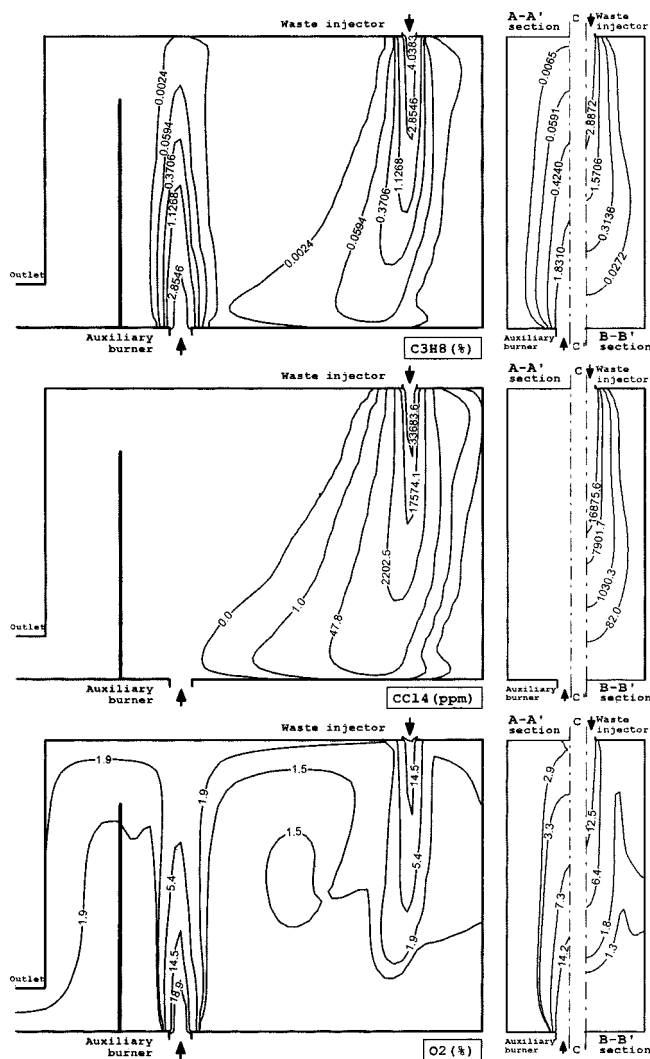 Waste injector
4.0383
2.8546
1.1268
0.3706
0.0594
0.0024
0.0024
0.0594
0.3706
1.1268
2.8546
Outlet
Auxiliary
burner
C3H8(%)
A-A'
section
C
Waste
injector
0.0065
0.0591
0.4240
1.8310
2.8872
1.5706
0.3138
0.0272
Auxiliary
burner
C'
B-B'
section
Waste injector
33683.6
17574.1
2202.5
47.8
1.0
0.0
Outlet
Auxiliary
burner
CCl4(ppm)
A-A'
section
C
Waste
injector
16875.6
7901.7
1030.3
82.0
Auxiliary
burner
C'
B-B'
section
Waste injector
1.9
1.9
1.5
14.5
5.4
1.5
5.4
1.9
1.9
14.5
18.9
Outlet
Auxiliary
burner
O2(%)
A-A'
section
C
Waste
injector
2.9
3.3
12.5
6.4
7.3
1.8
14.2
1.3
Auxiliary
burner
C'
B-B'
section